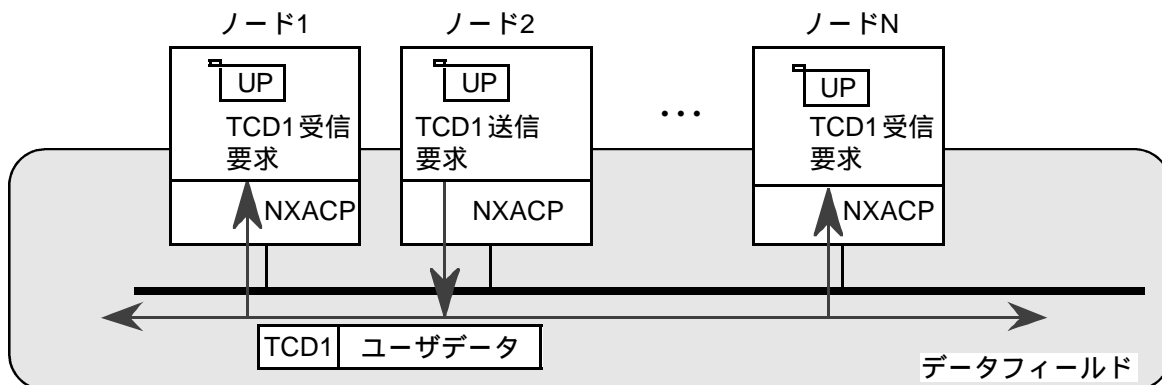 ノード1
ノード2
ノードN
UP
UP
UP
…
TCD1受信
要求
TCD1送信
要求
TCD1受信
要求
NXACP
NXACP
NXACP
TCD1 ユーザデータ
データフィールド